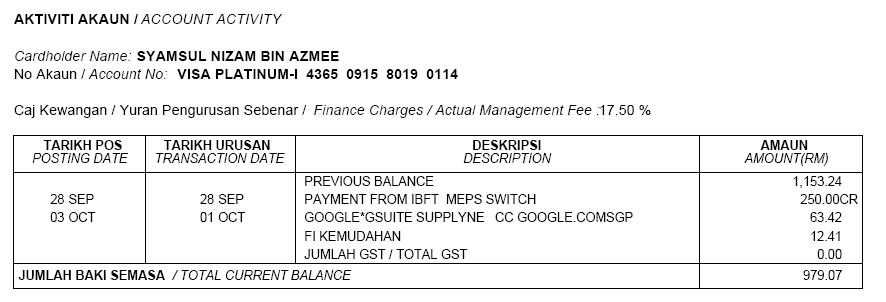 AKTIVITI AKAUN / ACCOUNT ACTIVITY
Cardholder Name: SYAMSUL NIZAM BIN AZMEE
No Akaun / Account No: VISA PLATINUM-I 4365 0915 8019 0114
Caj Kewangan / Yuran Pengurusan Sebenar / Finance Charges / Actual Management Fee :17.50 %
TARIKH POS TARIKH URUSAN DESKRIPSI AMAUN
POSTING DATE TRANSACTION DATE DESCRIPTION AMOUNT(RM)
PREVIOUS BALANCE 1,153.24
28 SEP 28 SEP PAYMENT FROM IBFT MEPS SWITCH 250.00CR
03 OCT 01 OCT GOOGLE*GSUITE SUPPLYNE CC GOOGLE.COMSGP 63.42
FI KEMUDAHAN 12.41
JUMLAH GST / TOTAL GST 0.00
JUMLAH BAKI SEMASA / TOTAL CURRENT BALANCE 979.07